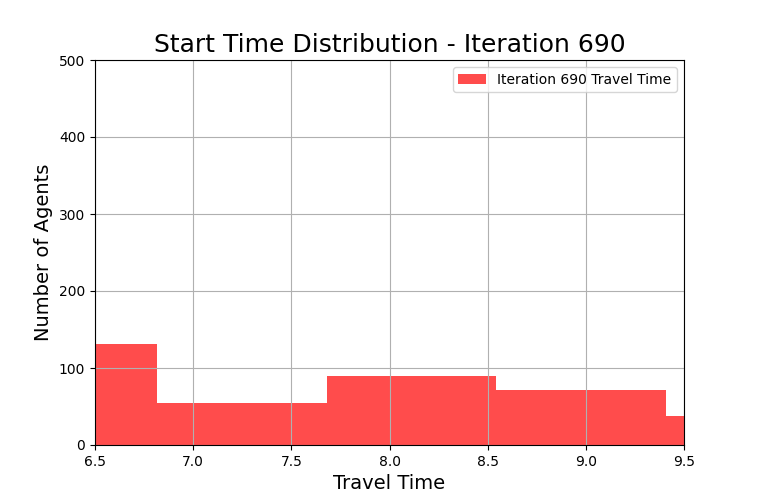 Start Time Distribution - Iteration 690
Iteration 690 Travel Time
Number of Agents
500
400
300
200
100
0
6.5 7.0 7.5 8.0 8.5 9.0 9.5
Travel Time